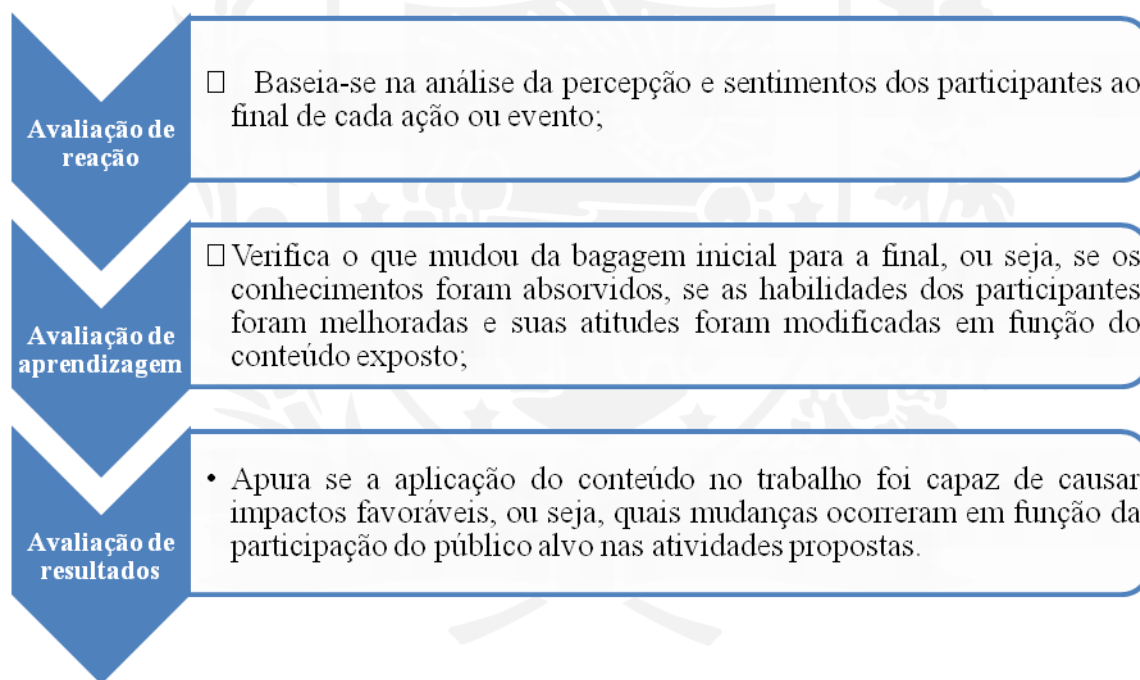 Avaliação de
reação
□ Baseia-se na análise da percepção e sentimentos dos participantes ao
final de cada ação ou evento;
Avaliação de
aprendizagem
□ Verifica o que mudou da bagagem inicial para a final, ou seja, se os
conhecimentos foram absorvidos, se as habilidades dos participantes
foram melhoradas e suas atitudes foram modificadas em função do
conteúdo exposto;
Avaliação de
resultados
• Apura se a aplicação do conteúdo no trabalho foi capaz de causar
impactos favoráveis, ou seja, quais mudanças ocorreram em função da
participação do público alvo nas atividades propostas.